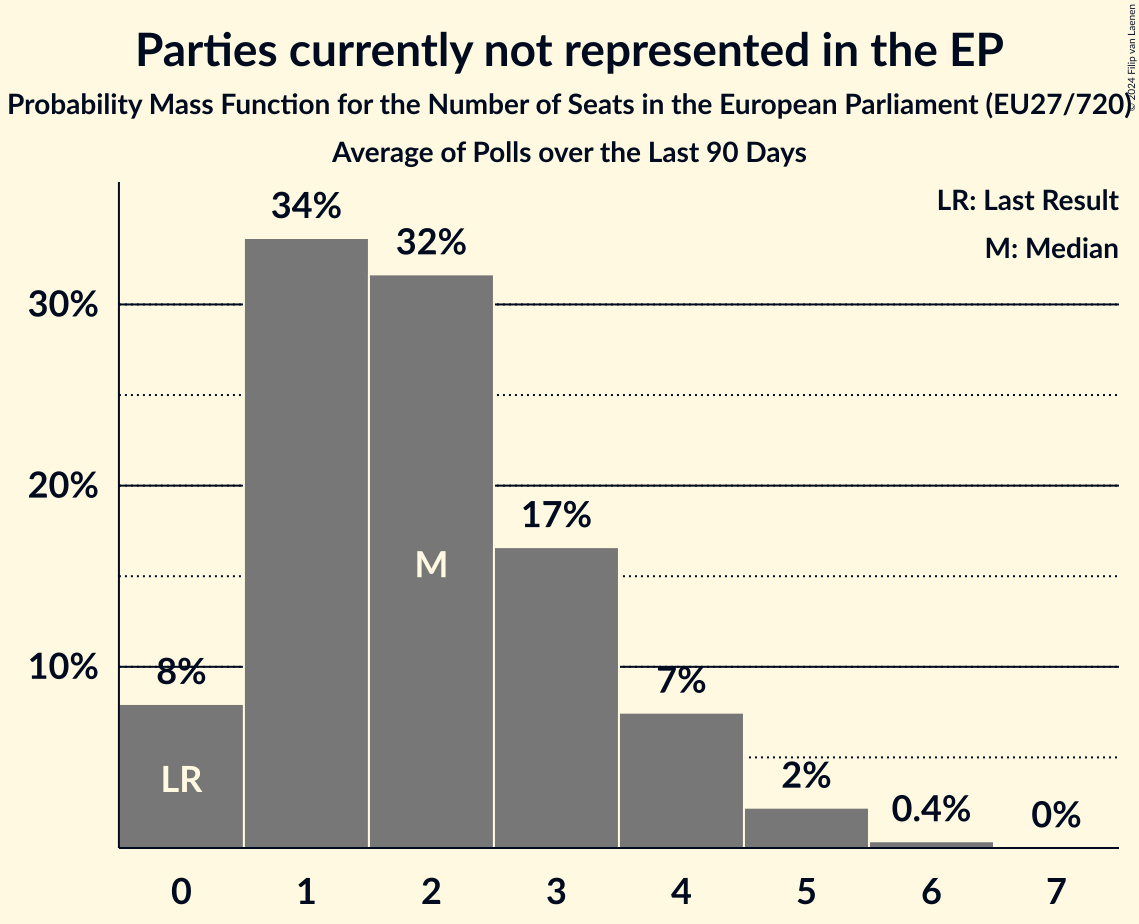 Parties currently not represented in the EP
Probability Mass Function for the Number of Seats in the European Parliament (EU27/720)
Average of Polls over the Last 90 Days
© 2024 Filip van Laenen
LR: Last Result
M: Median
34%
32%
30%
20%
17%
M
10%
8%
7%
LR
2%
0.4%
0%
0 1 2 3 4 5 6 7